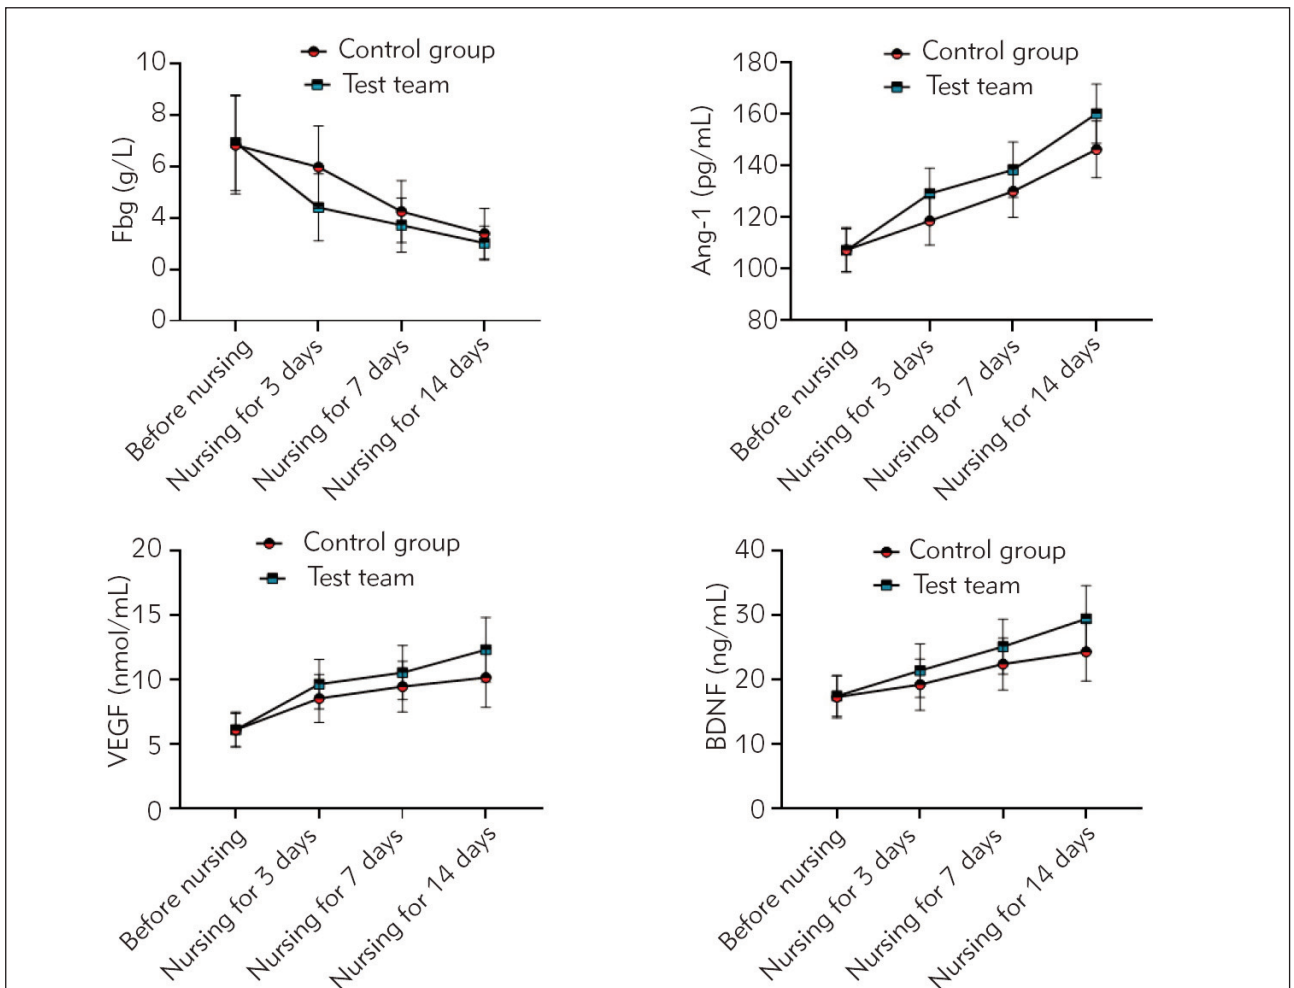 Control group
Test team
Fbg (g/L)
10
8
6
4
0
0
Before nursing
Nursing for 3 days
Nursing for 7 days
Nursing for 14 days
Control group
Test team
Ang-1 (pg/mL)
180
160
140
120
100
80
Before nursing
Nursing for 3 days
Nursing for 7 days
Nursing for 14 days
Control group
Test team
VEGF (nmol/mL)
20
15
10
5
0
Before nursing
Nursing for 3 days
Nursing for 7 days
Nursing for 14 days
Control group
Test team
BDNF (ng/mL)
40
30
20
10
0
Before nursing
Nursing for 3 days
Nursing for 7 days
Nursing for 14 days